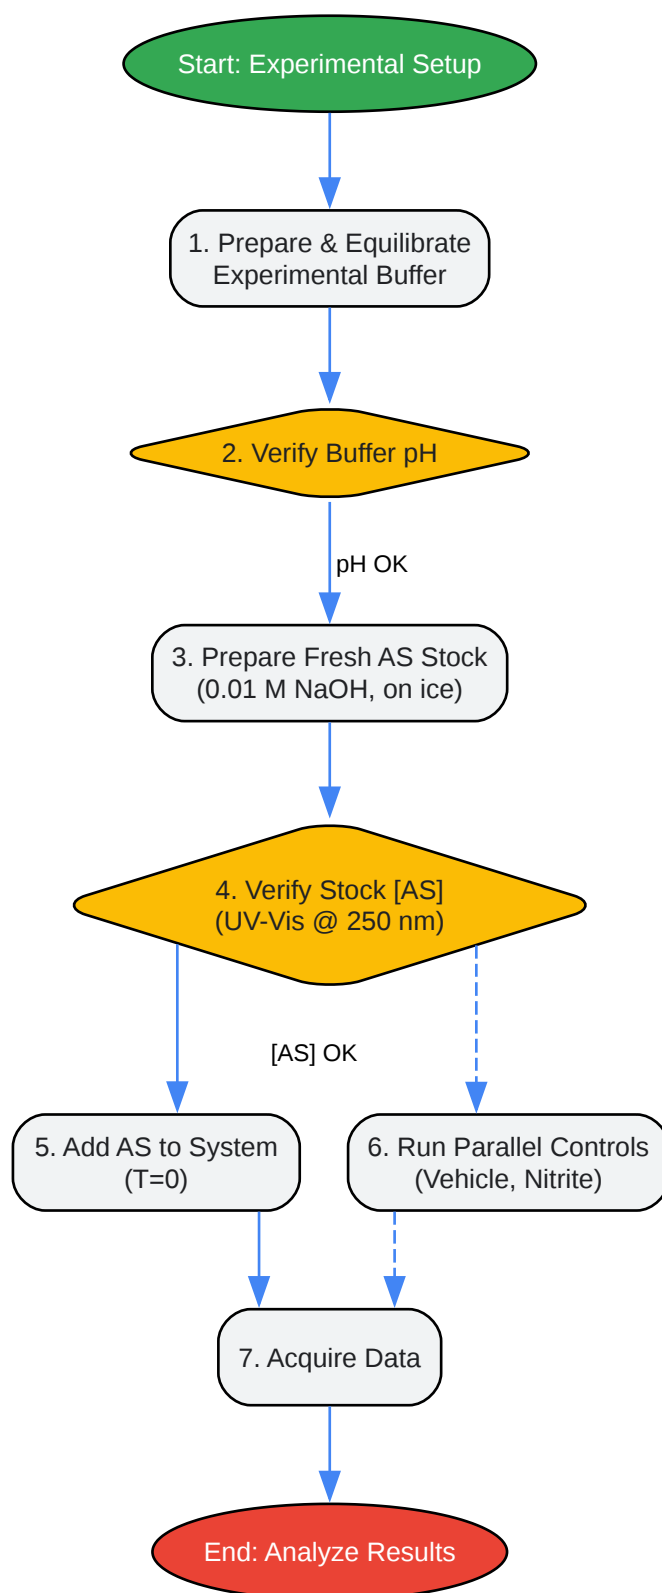 Start: Experimental Setup
1. Prepare & Equilibrate
Experimental Buffer
2. Verify Buffer pH
pH OK
3. Prepare Fresh AS Stock
(0.01 M NaOH, on ice)
4. Verify Stock [AS]
(UV-Vis @ 250 nm)
[AS] OK
5. Add AS to System
(T=0)
6. Run Parallel Controls
(Vehicle, Nitrite)
7. Acquire Data
End: Analyze Results